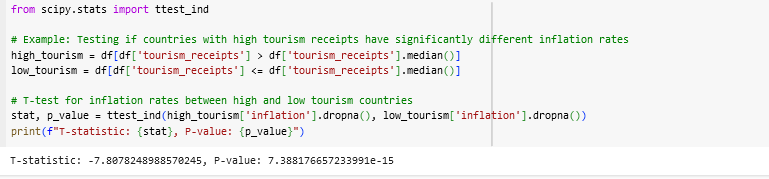 from scipy.stats import ttest_ind
# Example: Testing if countries with high tourism receipts have significantly different inflation rates
high_tourism = df[df['tourism_receipts'] > df['tourism_receipts'].median()]
low_tourism = df[df['tourism_receipts'] <= df['tourism_receipts'].median()]
# T-test for inflation rates between high and low tourism countries
stat, p_value = ttest_ind(high_tourism['inflation'].dropna(), low_tourism['inflation'].dropna())
print(f"T-statistic: {stat}, P-value: {p_value}")
T-statistic: -7.8078248988570245, P-value: 7.388176657233991e-15